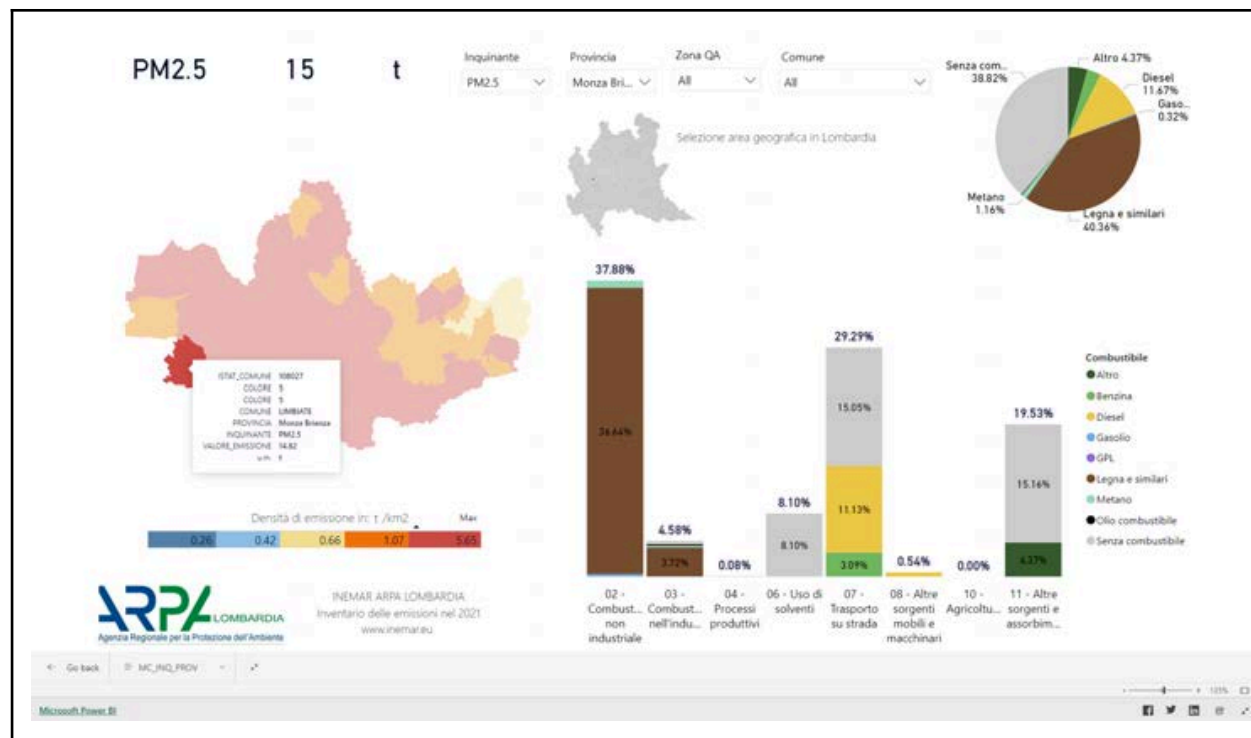 PM2.5 15 t
Inquinante
PM2.5
Provincia
Monza Bri...
Zona QA
All
Comune
All
Selezione area geografica in Lombardia
Senza com...
38.82%
Altro 4.37%
Diesel
11.67%
Gaso...
0.32%
Metano
1.16%
Legna e similari
40.36%
ISTAT_COMUNE 108027
COLORE 5
COLORE 5
COMUNE LIMBIATE
PROVINCIA Monza Brianza
INQUINANTE PM2.5
VALORE_EMISSIONE 14.82
u.m. t
Densità di emissione in: t /km2 Max
0.26 0.42 0.66 1.07 5.65
ARPA LOMBARDIA
Agenzia Regionale per la Protezione dell'Ambiente
INEMAR ARPA LOMBARDIA
Inventario delle emissioni nel 2021
www.inemar.eu
37.88%
4.58%
3.72%
0.08%
8.10%
8.10%
29.29%
15.05%
11.13%
3.09%
0.54%
0.00%
19.53%
15.16%
4.37%
02 -
Combust...
non
industriale
03 -
Combust...
nell'indu...
04 -
Processi
produttivi
06 - Uso di
solventi
07 -
Trasporto
su strada
08 - Altre
sorgenti
mobili e
macchinari
10 -
Agricoltu...
11 - Altre
sorgenti e
assorbim...
Combustibile
Altro
Benzina
Diesel
Gasolio
GPL
Legna e similari
Metano
Olio combustibile
Senza combustibile
Go back
MC_INQ_PROV
Microsoft Power BI